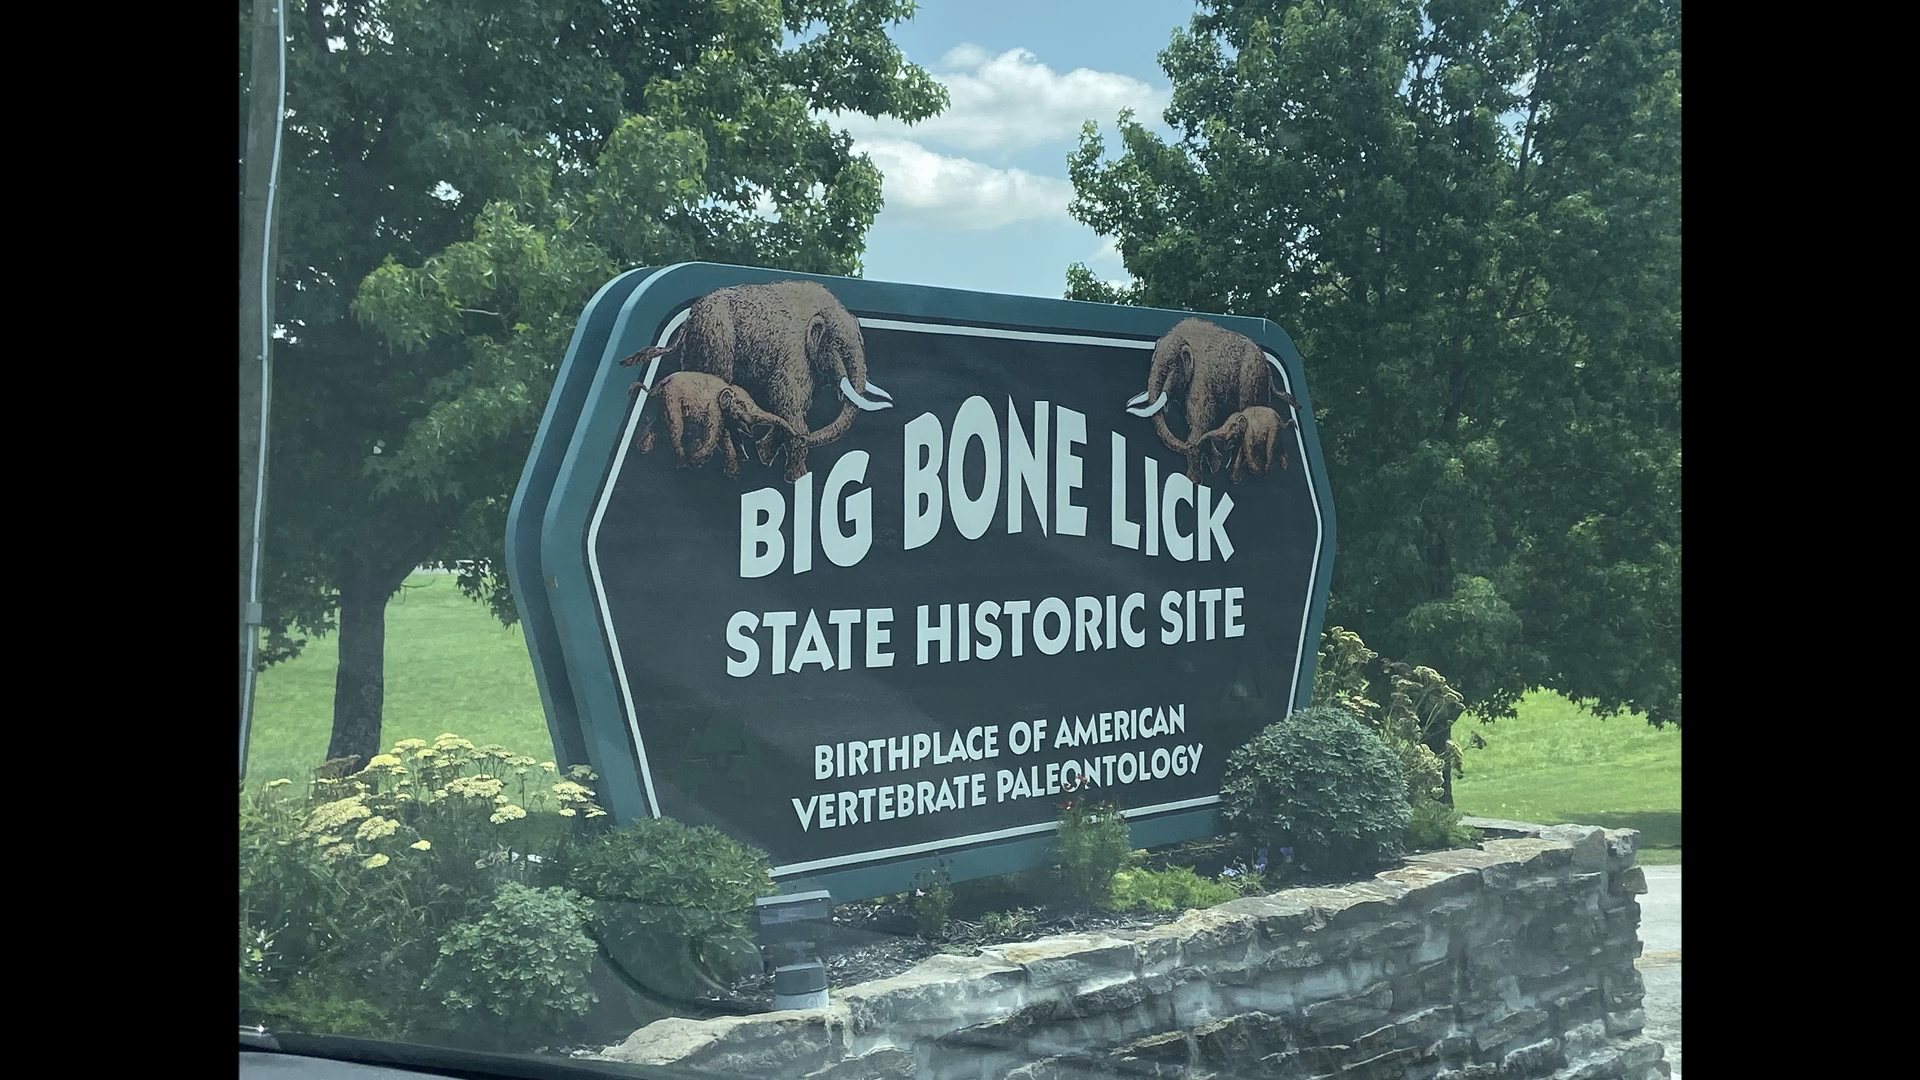 BIG BONE LICK
STATE HISTORIC SITE
BIRTHPLACE OF AMERICAN
VERTEBRATE PALEONTOLOGY